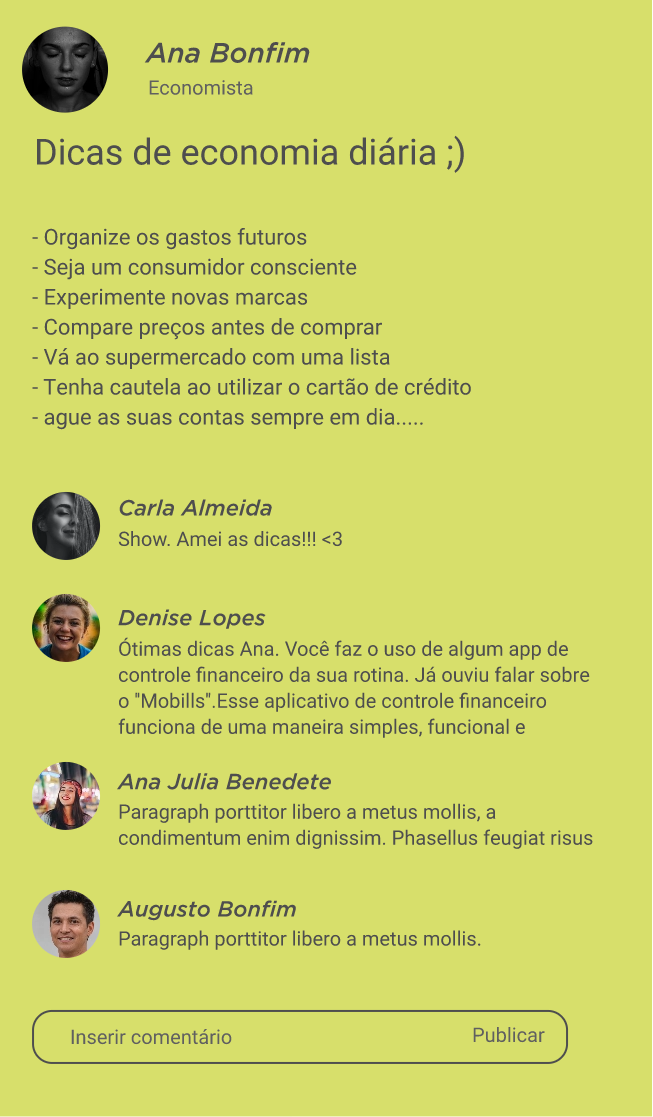 Ana Bonfim
Economista
Dicas de economia diária ;)
- Organize os gastos futuros
- Seja um consumidor consciente
- Experimente novas marcas
- Compare preços antes de comprar
- Vá ao supermercado com uma lista
- Tenha cautela ao utilizar o cartão de crédito
- ague as suas contas sempre em dia.....
Carla Almeida
Show. Amei as dicas!!! <3
Denise Lopes
Ótimas dicas Ana. Você faz o uso de algum app de
controle financeiro da sua rotina. Já ouviu falar sobre
o "Mobills".Esse aplicativo de controle financeiro
funciona de uma maneira simples, funcional e
Ana Julia Benedete
Paragraph porttitor libero a metus mollis, a
condimentum enim dignissim. Phasellus feugiat risus
Augusto Bonfim
Paragraph porttitor libero a metus mollis.
Inserir comentário Publicar